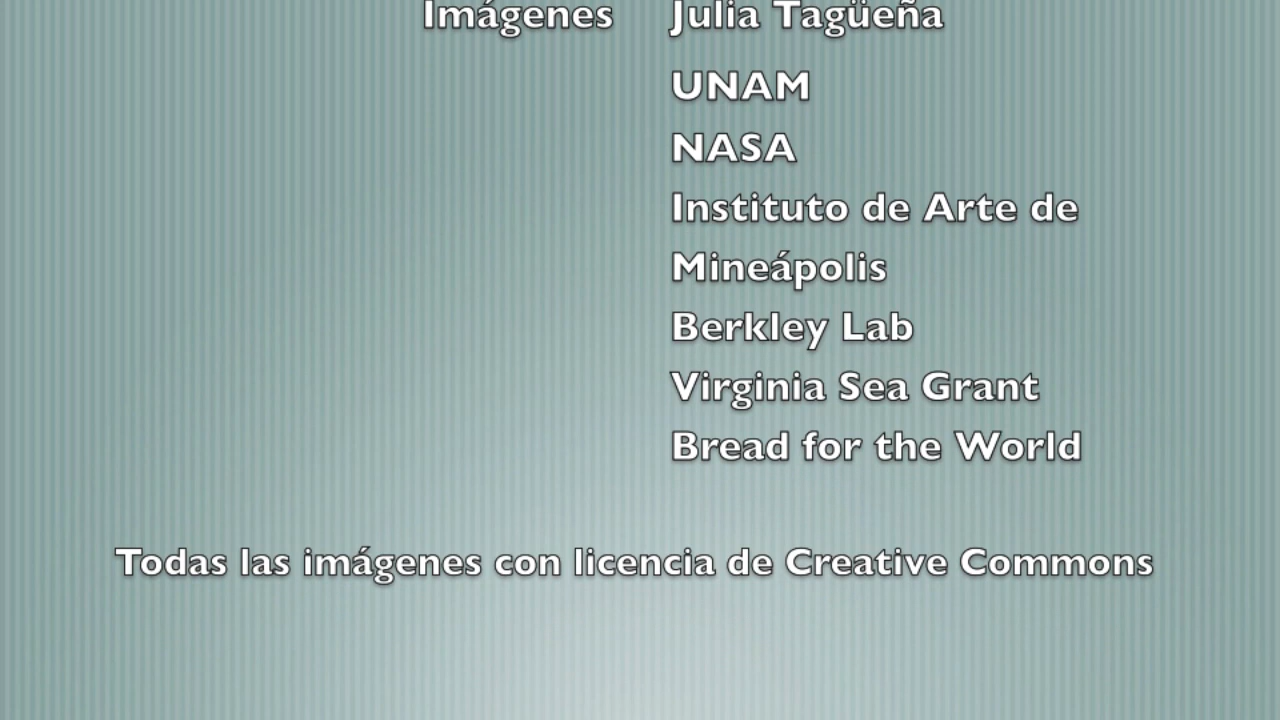 Imágenes Julia Tagüeña
UNAM
NASA
Instituto de Arte de
Mineápolis
Berkley Lab
Virginia Sea Grant
Bread for the World
Todas las imágenes con licencia de Creative Commons